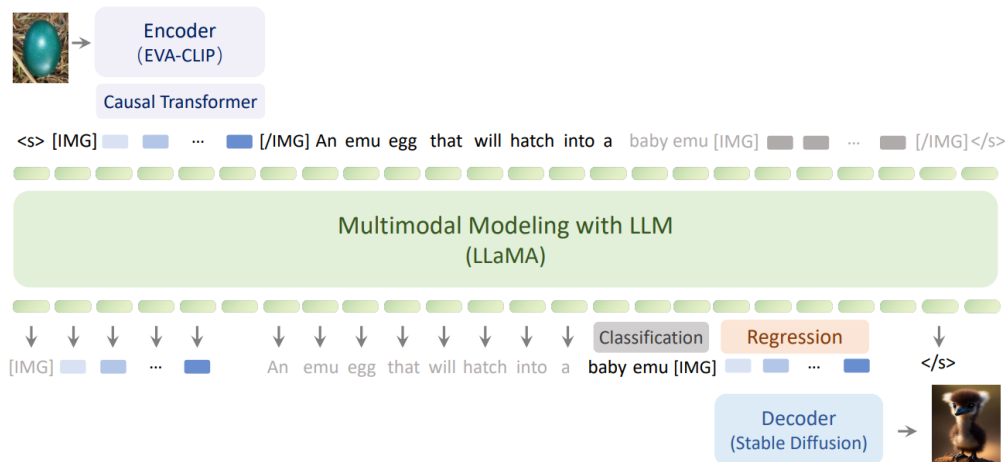 Encoder
(EVA-CLIP)
Causal Transformer
<s> [IMG] ... [/IMG] An emu egg that will hatch into a baby emu [IMG] ... [/IMG] </s>
Multimodal Modeling with LLM
(LLaMA)
Classification Regression
[IMG] ... An emu egg that will hatch into a baby emu [IMG] ... </s>
Decoder
(Stable Diffusion)